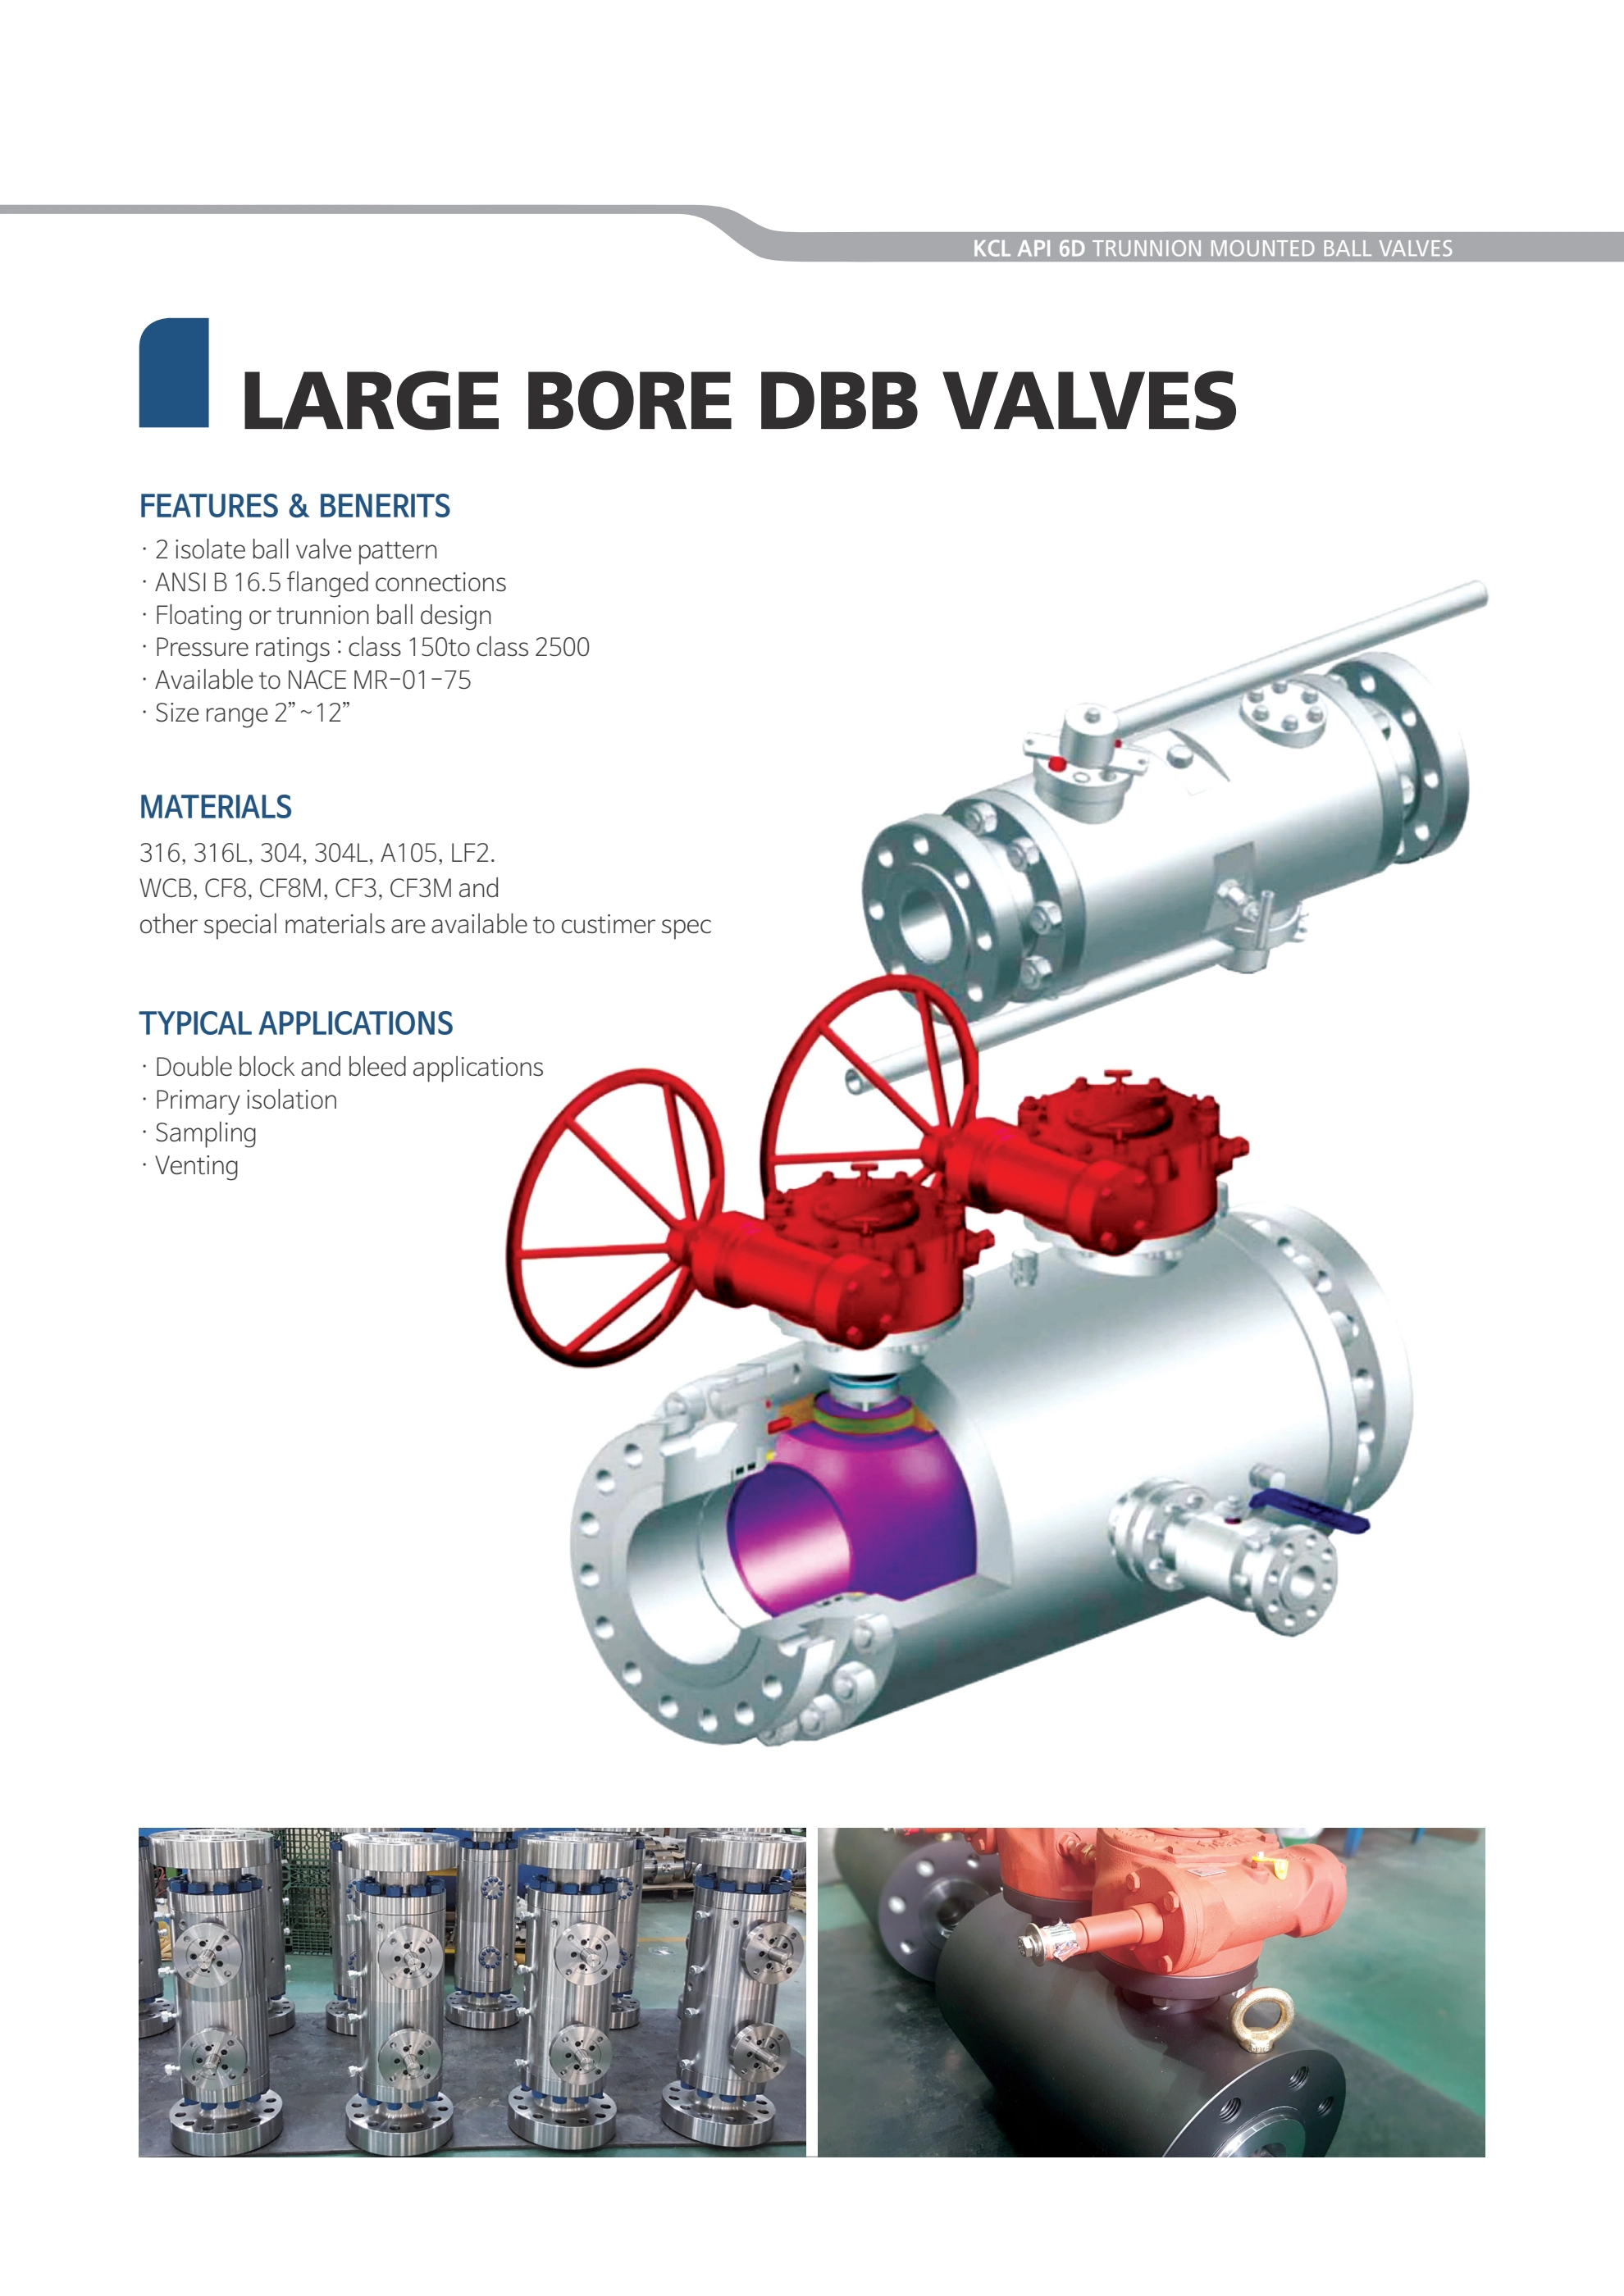 KCL API 6D TRUNNION MOUNTED BALL VALVES
LARGE BORE DBB VALVES
FEATURES & BENERITS
· 2 isolate ball valve pattern
· ANSI B 16.5 flanged connections
· Floating or trunnion ball design
· Pressure ratings : class 150to class 2500
· Available to NACE MR-01-75
· Size range 2”~12”
MATERIALS
316, 316L, 304, 304L, A105, LF2.
WCB, CF8, CF8M, CF3, CF3M and
other special materials are available to custimer spec
TYPICAL APPLICATIONS
· Double block and bleed applications
· Primary isolation
· Sampling
· Venting